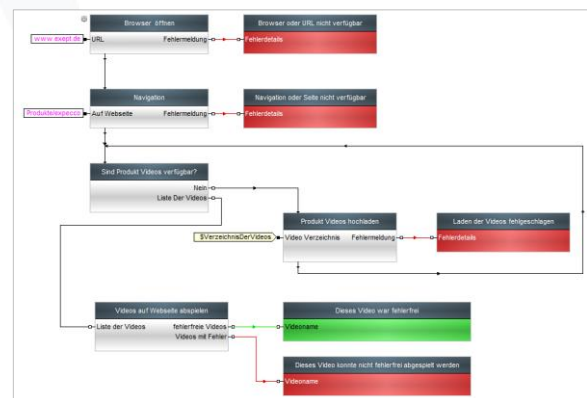 Browser öffnen
Browser oder URL nicht verfügbar
www.exept.de
URL
Fehlermeldung
Fehlerdetails
Navigation
Navigation oder Seite nicht verfügbar
Produkte/expecco
Auf Webseite
Fehlermeldung
Fehlerdetails
Sind Produkt Videos verfügbar?
Nein
Liste Der Videos
Produkt Videos hochladen
Laden der Videos fehlgeschlagen
$VerzeichnisDerVideos
Video Verzeichnis
Fehlermeldung
Fehlerdetails
Videos auf Webseite abspielen
Dieses Video war fehlerfrei
Liste der Videos
fehlerfreie Videos
Videoname
Videos mit Fehler
Dieses Video konnte nicht fehlerfrei abgespielt werden
Videoname